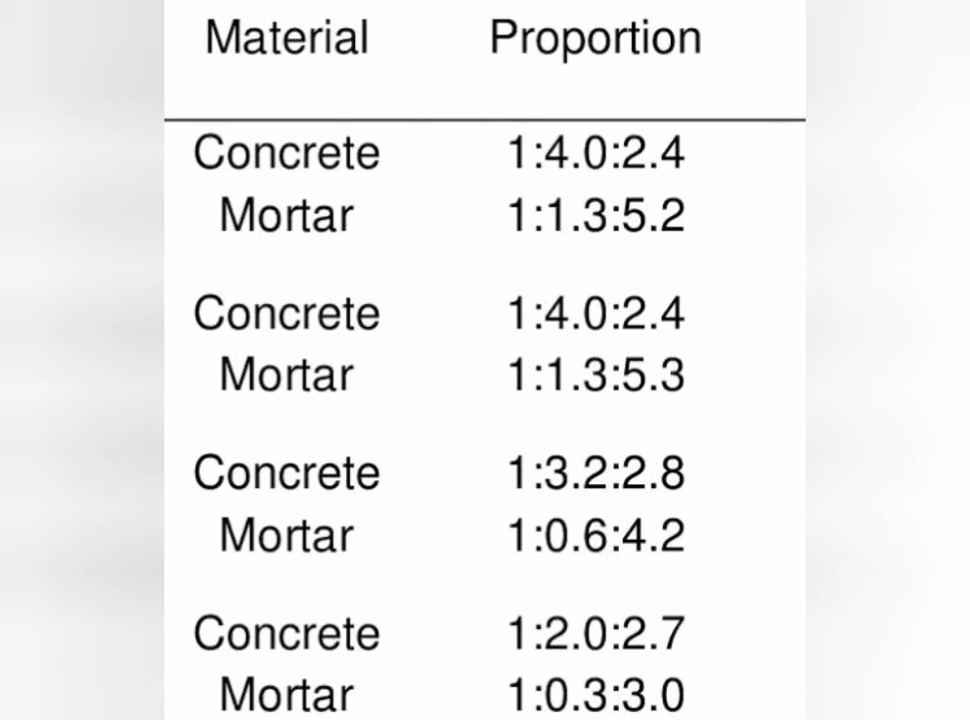 Material Proportion
Concrete 1:4.0:2.4
Mortar 1:1.3:5.2
Concrete 1:4.0:2.4
Mortar 1:1.3:5.3
Concrete 1:3.2:2.8
Mortar 1:0.6:4.2
Concrete 1:2.0:2.7
Mortar 1:0.3:3.0